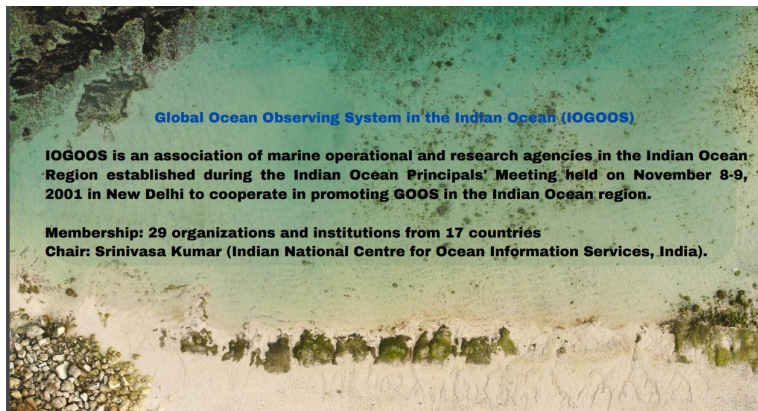 Global Ocean Observing System in the Indian Ocean (IOGOOS)
IOGOOS is an association of marine operational and research agencies in the Indian Ocean
Region established during the Indian Ocean Principals' Meeting held on November 8-9,
2001 in New Delhi to cooperate in promoting GOOS in the Indian Ocean region.
Membership: 29 organizations and institutions from 17 countries
Chair: Srinivasa Kumar (Indian National Centre for Ocean Information Services, India).